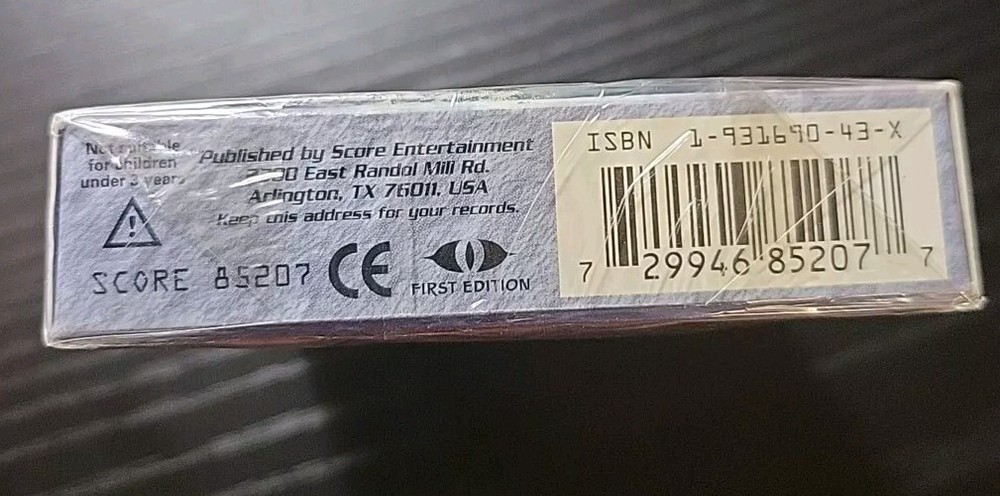 Not suitable
for children
under 3 years
Published by Score Entertainment
East Randol Mill Rd.
Arlington, TX 76011, USA
Keep this address for your records.
SCORE 85207
CE
FIRST EDITION
ISBN 1-931690-43-X
7 29946 85207 7